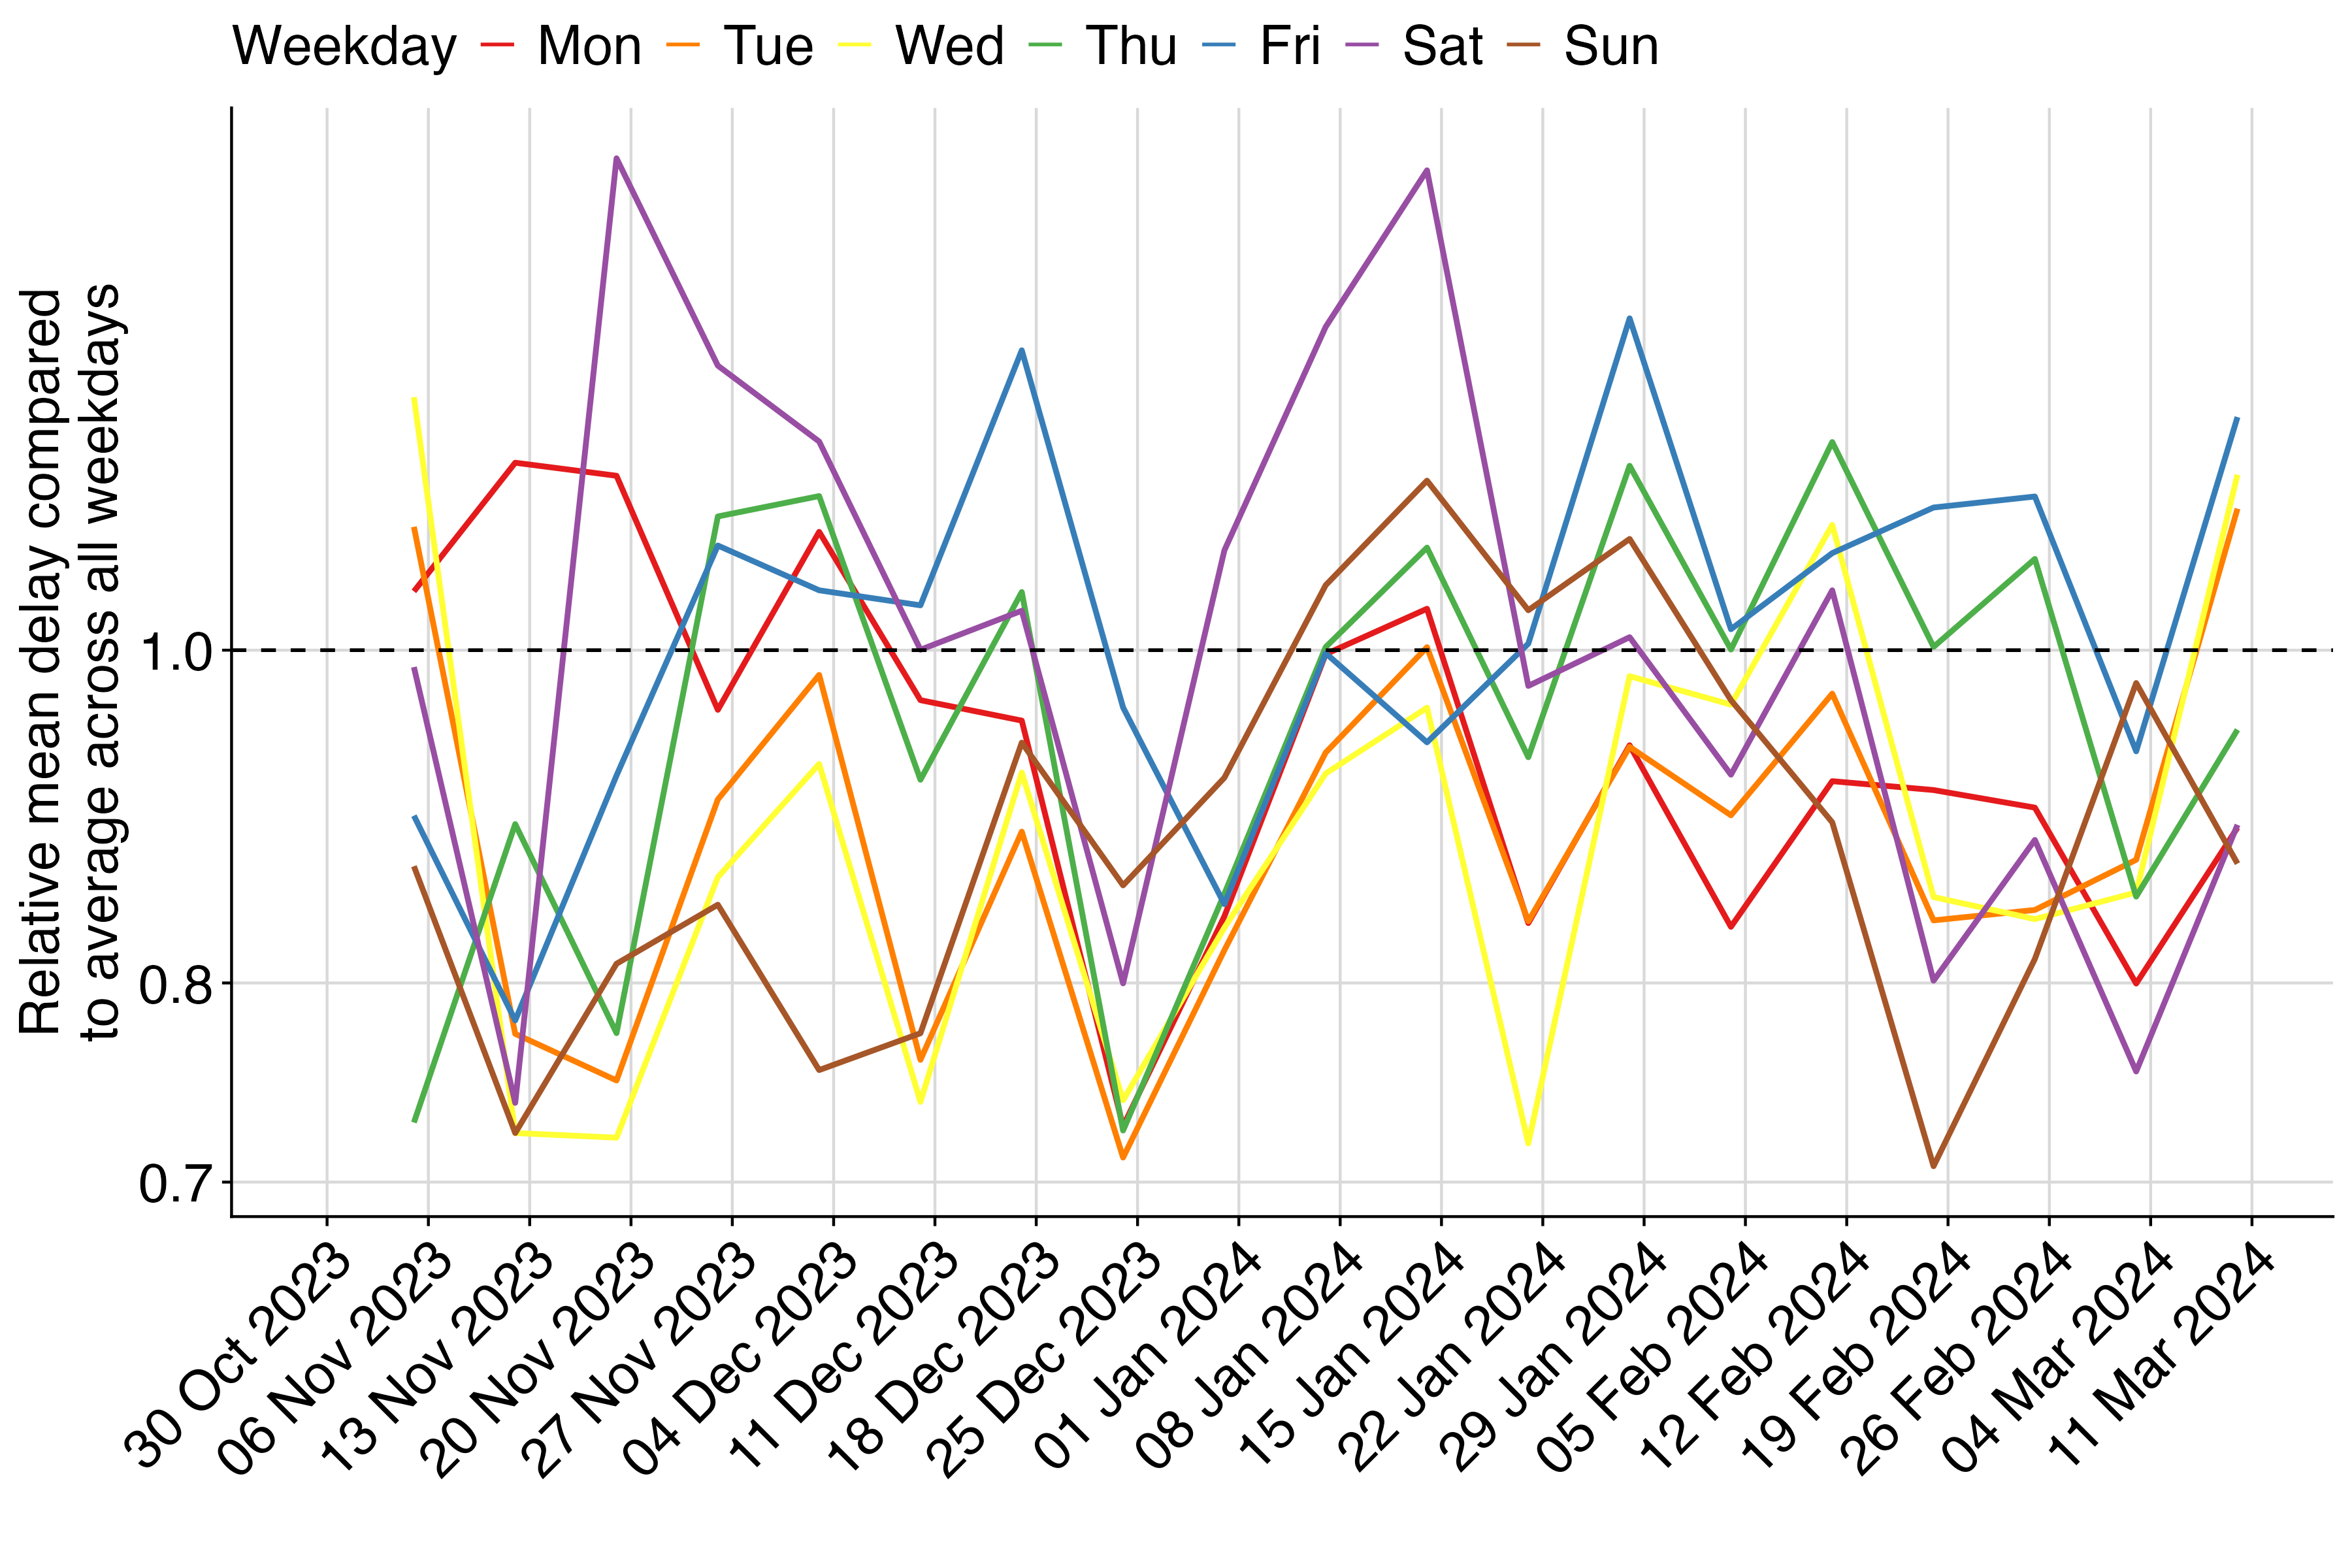 Weekday Mon Tue Wed Thu Fri Sat Sun
Relative mean delay compared
to average across all weekdays
1.0
0.8
0.7
30 Oct 2023
06 Nov 2023
13 Nov 2023
20 Nov 2023
27 Nov 2023
04 Dec 2023
11 Dec 2023
18 Dec 2023
25 Dec 2023
01 Jan 2024
08 Jan 2024
15 Jan 2024
22 Jan 2024
29 Jan 2024
05 Feb 2024
12 Feb 2024
19 Feb 2024
26 Feb 2024
04 Mar 2024
11 Mar 2024